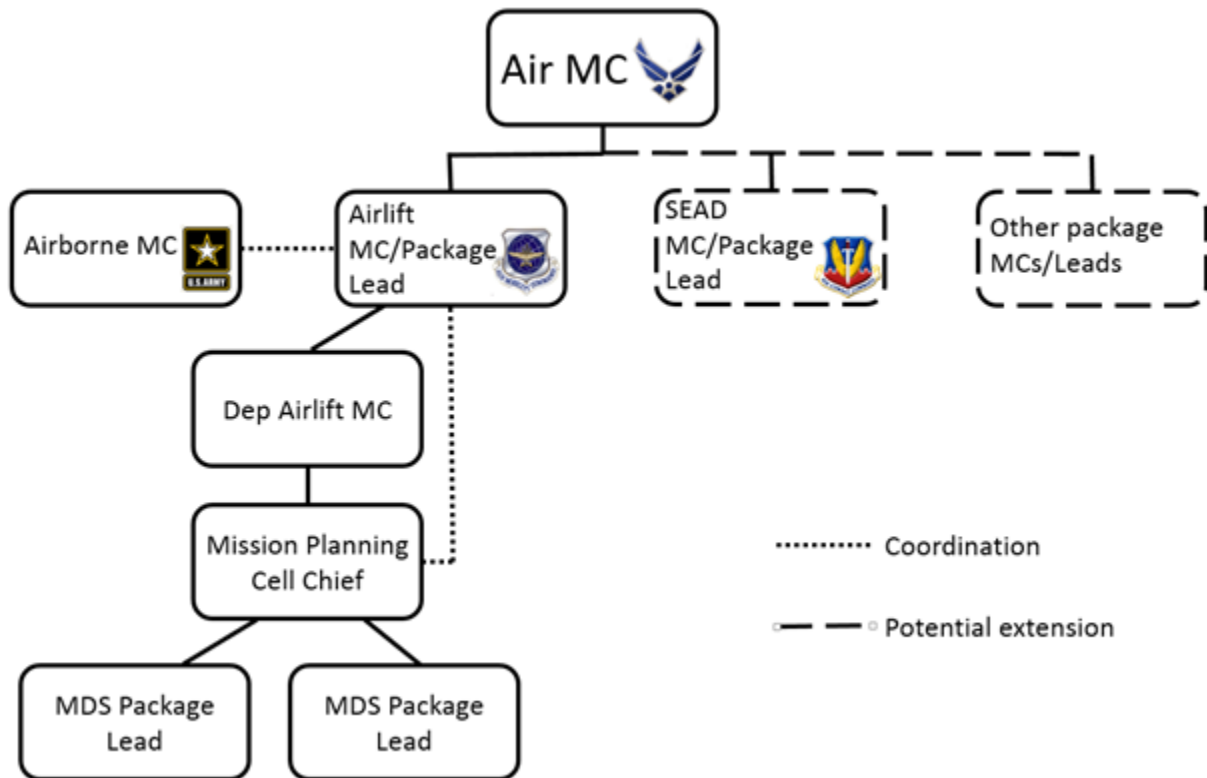 Air MC
Airborne MC
U.S. ARMY
Airlift
MC/Package
Lead
SEAD
MC/Package
Lead
Other package
MCs/Leads
Dep Airlift MC
Mission Planning
Cell Chief
Coordination
Potential extension
MDS Package
Lead
MDS Package
Lead